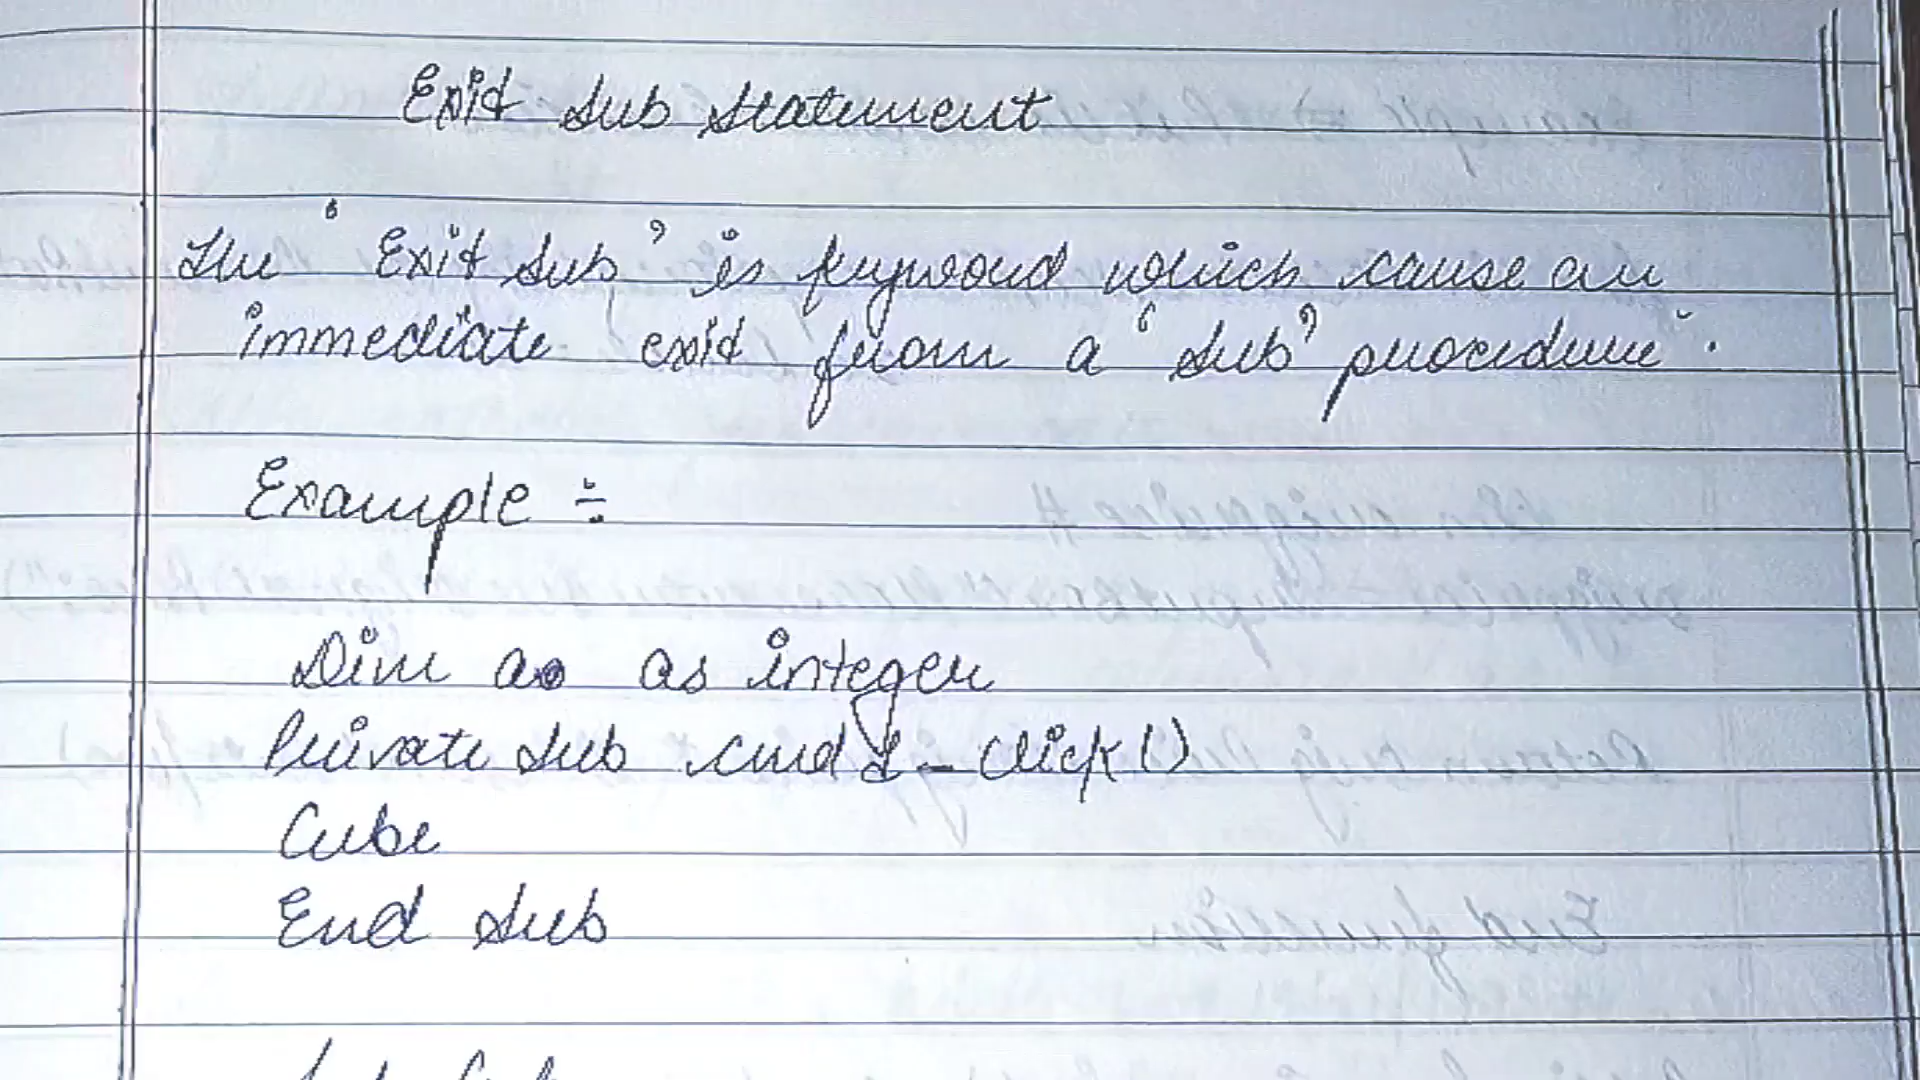 Exit Sub Statement
The 'Exit Sub' is keyword which cause an
immediate exit from a 'Sub' procedure.
Example ÷
Dim a as integer
Private Sub cmd1_Click()
Cube
End Sub